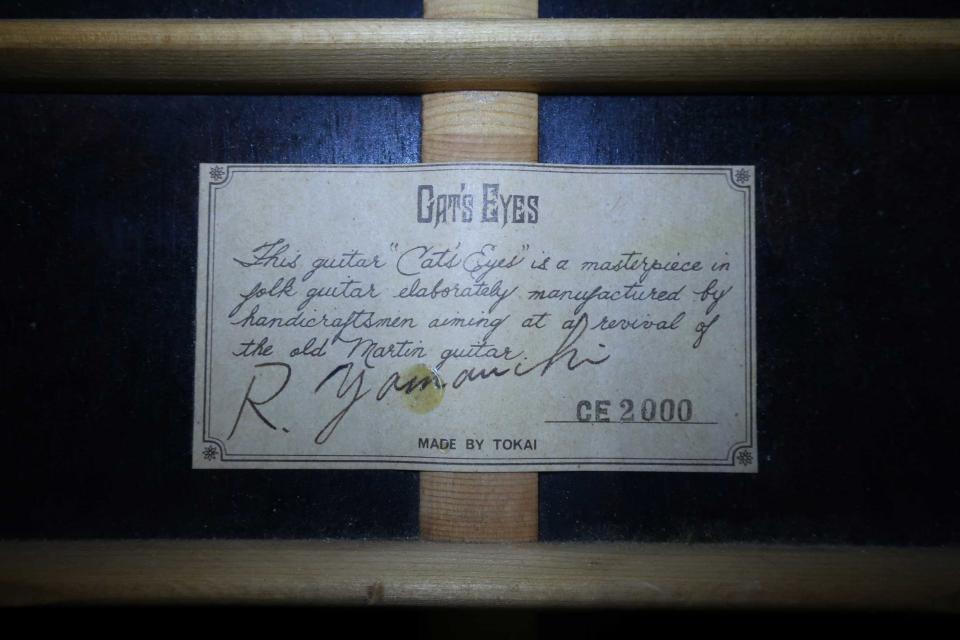 CAT'S EYES
This guitar "Cat's Eyes" is a masterpiece in
folk guitar elaborately manufactured by
handicraftsmen aiming at a revival of
the old Martin guitar.
R. Yamauchi
CE 2000
MADE BY TOKAI